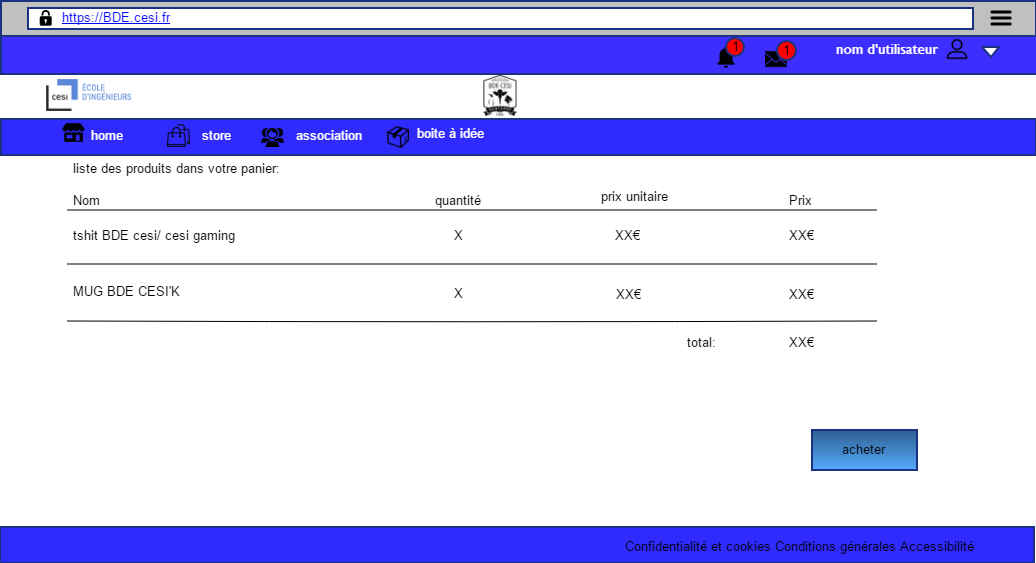 https://BDE.cesi.fr
1
1
nom d'utilisateur
cesi
ÉCOLE
D'INGÉNIEURS
BDE CESI
home
store
association
boite à idée
liste des produits dans votre panier:
Nom quantité prix unitaire Prix
tshit BDE cesi/ cesi gaming X XX€ XX€
MUG BDE CESI'K X XX€ XX€
total: XX€
acheter
Confidentialité et cookies Conditions générales Accessibilité